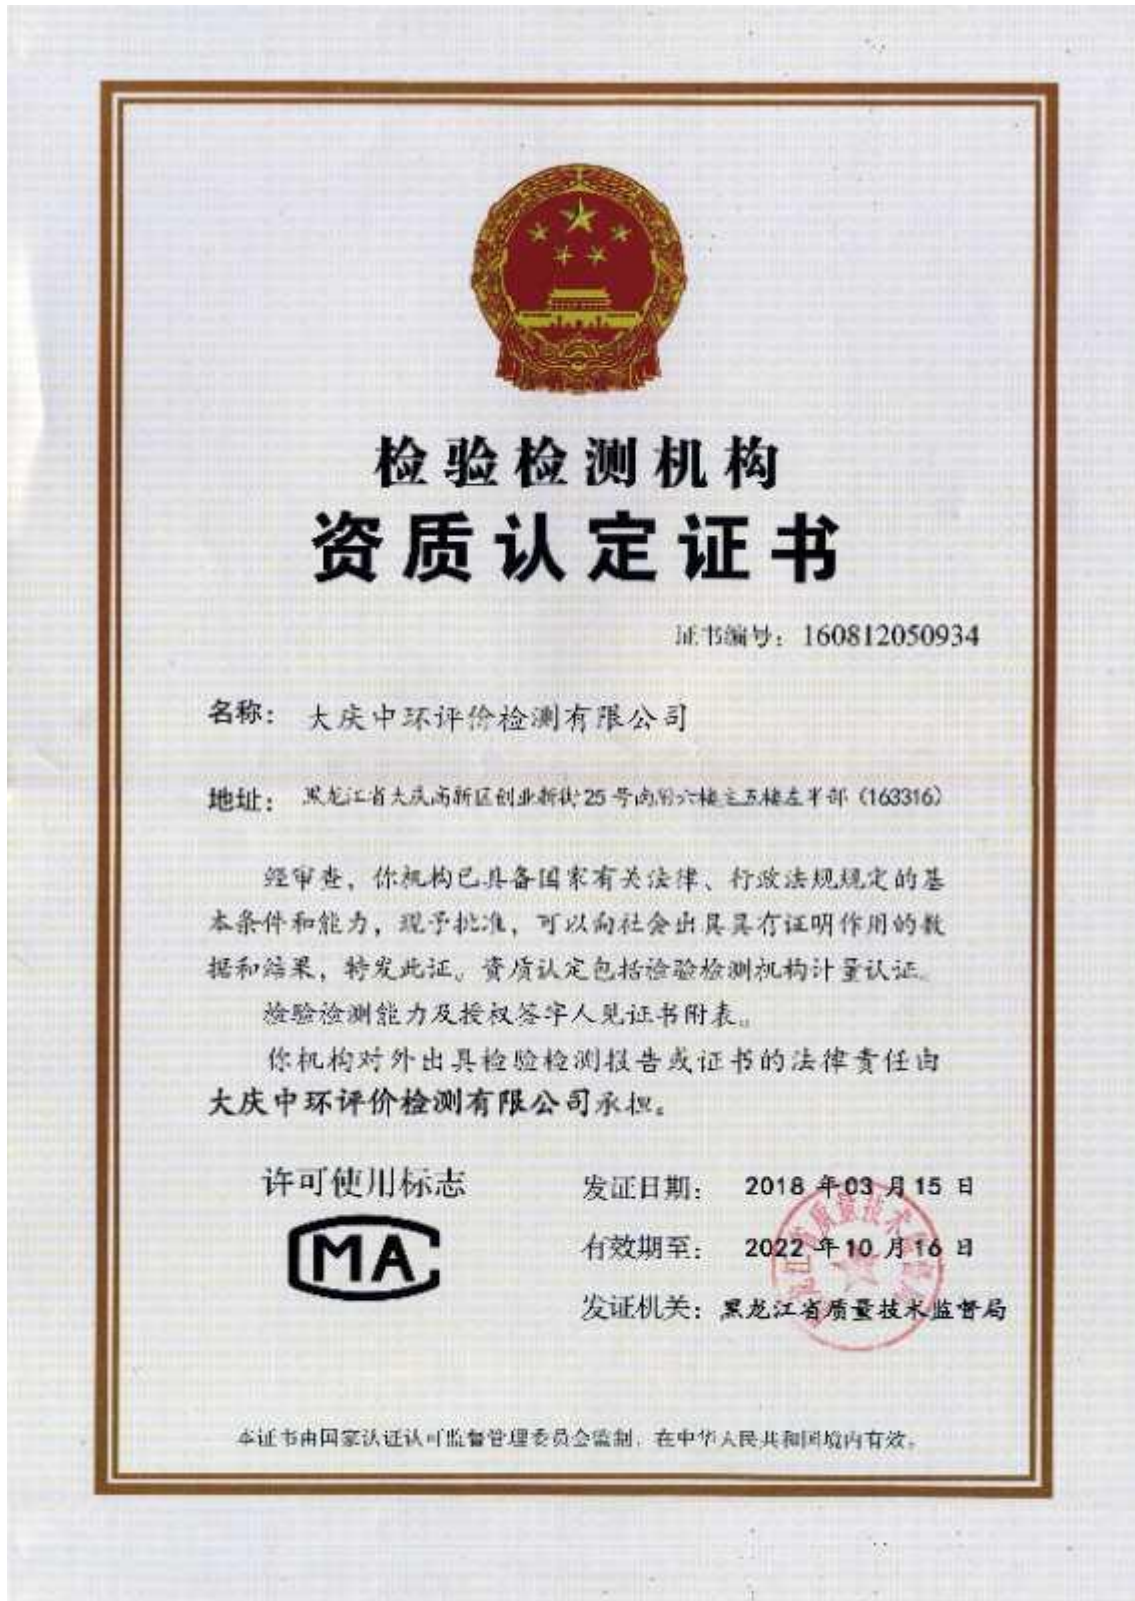 检验检测机构
资质认定证书
证书编号：160812050934
名称： 大庆中环评价检测有限公司
地址： 黑龙江省大庆高新区创业新街25号 六楼 五楼左半部（163316）
经审查，你机构已具备国家有关法律、行政法规规定的基
本条件和能力，现予批准，可以向社会出具具有证明作用的数
据和结果，特发此证。资质认定包括检验检测机构计量认证。
检验检测能力及授权签字人见证书附表。
你机构对外出具检验检测报告或证书的法律责任由
大庆中环评价检测有限公司承担。
许可使用标志
MA
发证日期： 2018 年 03 月 15 日
有效期至： 2022 年 10 月 16 日
发证机关：黑龙江省质量技术监督局
本证书由国家认证认可监督管理委员会监制，在中华人民共和国境内有效。